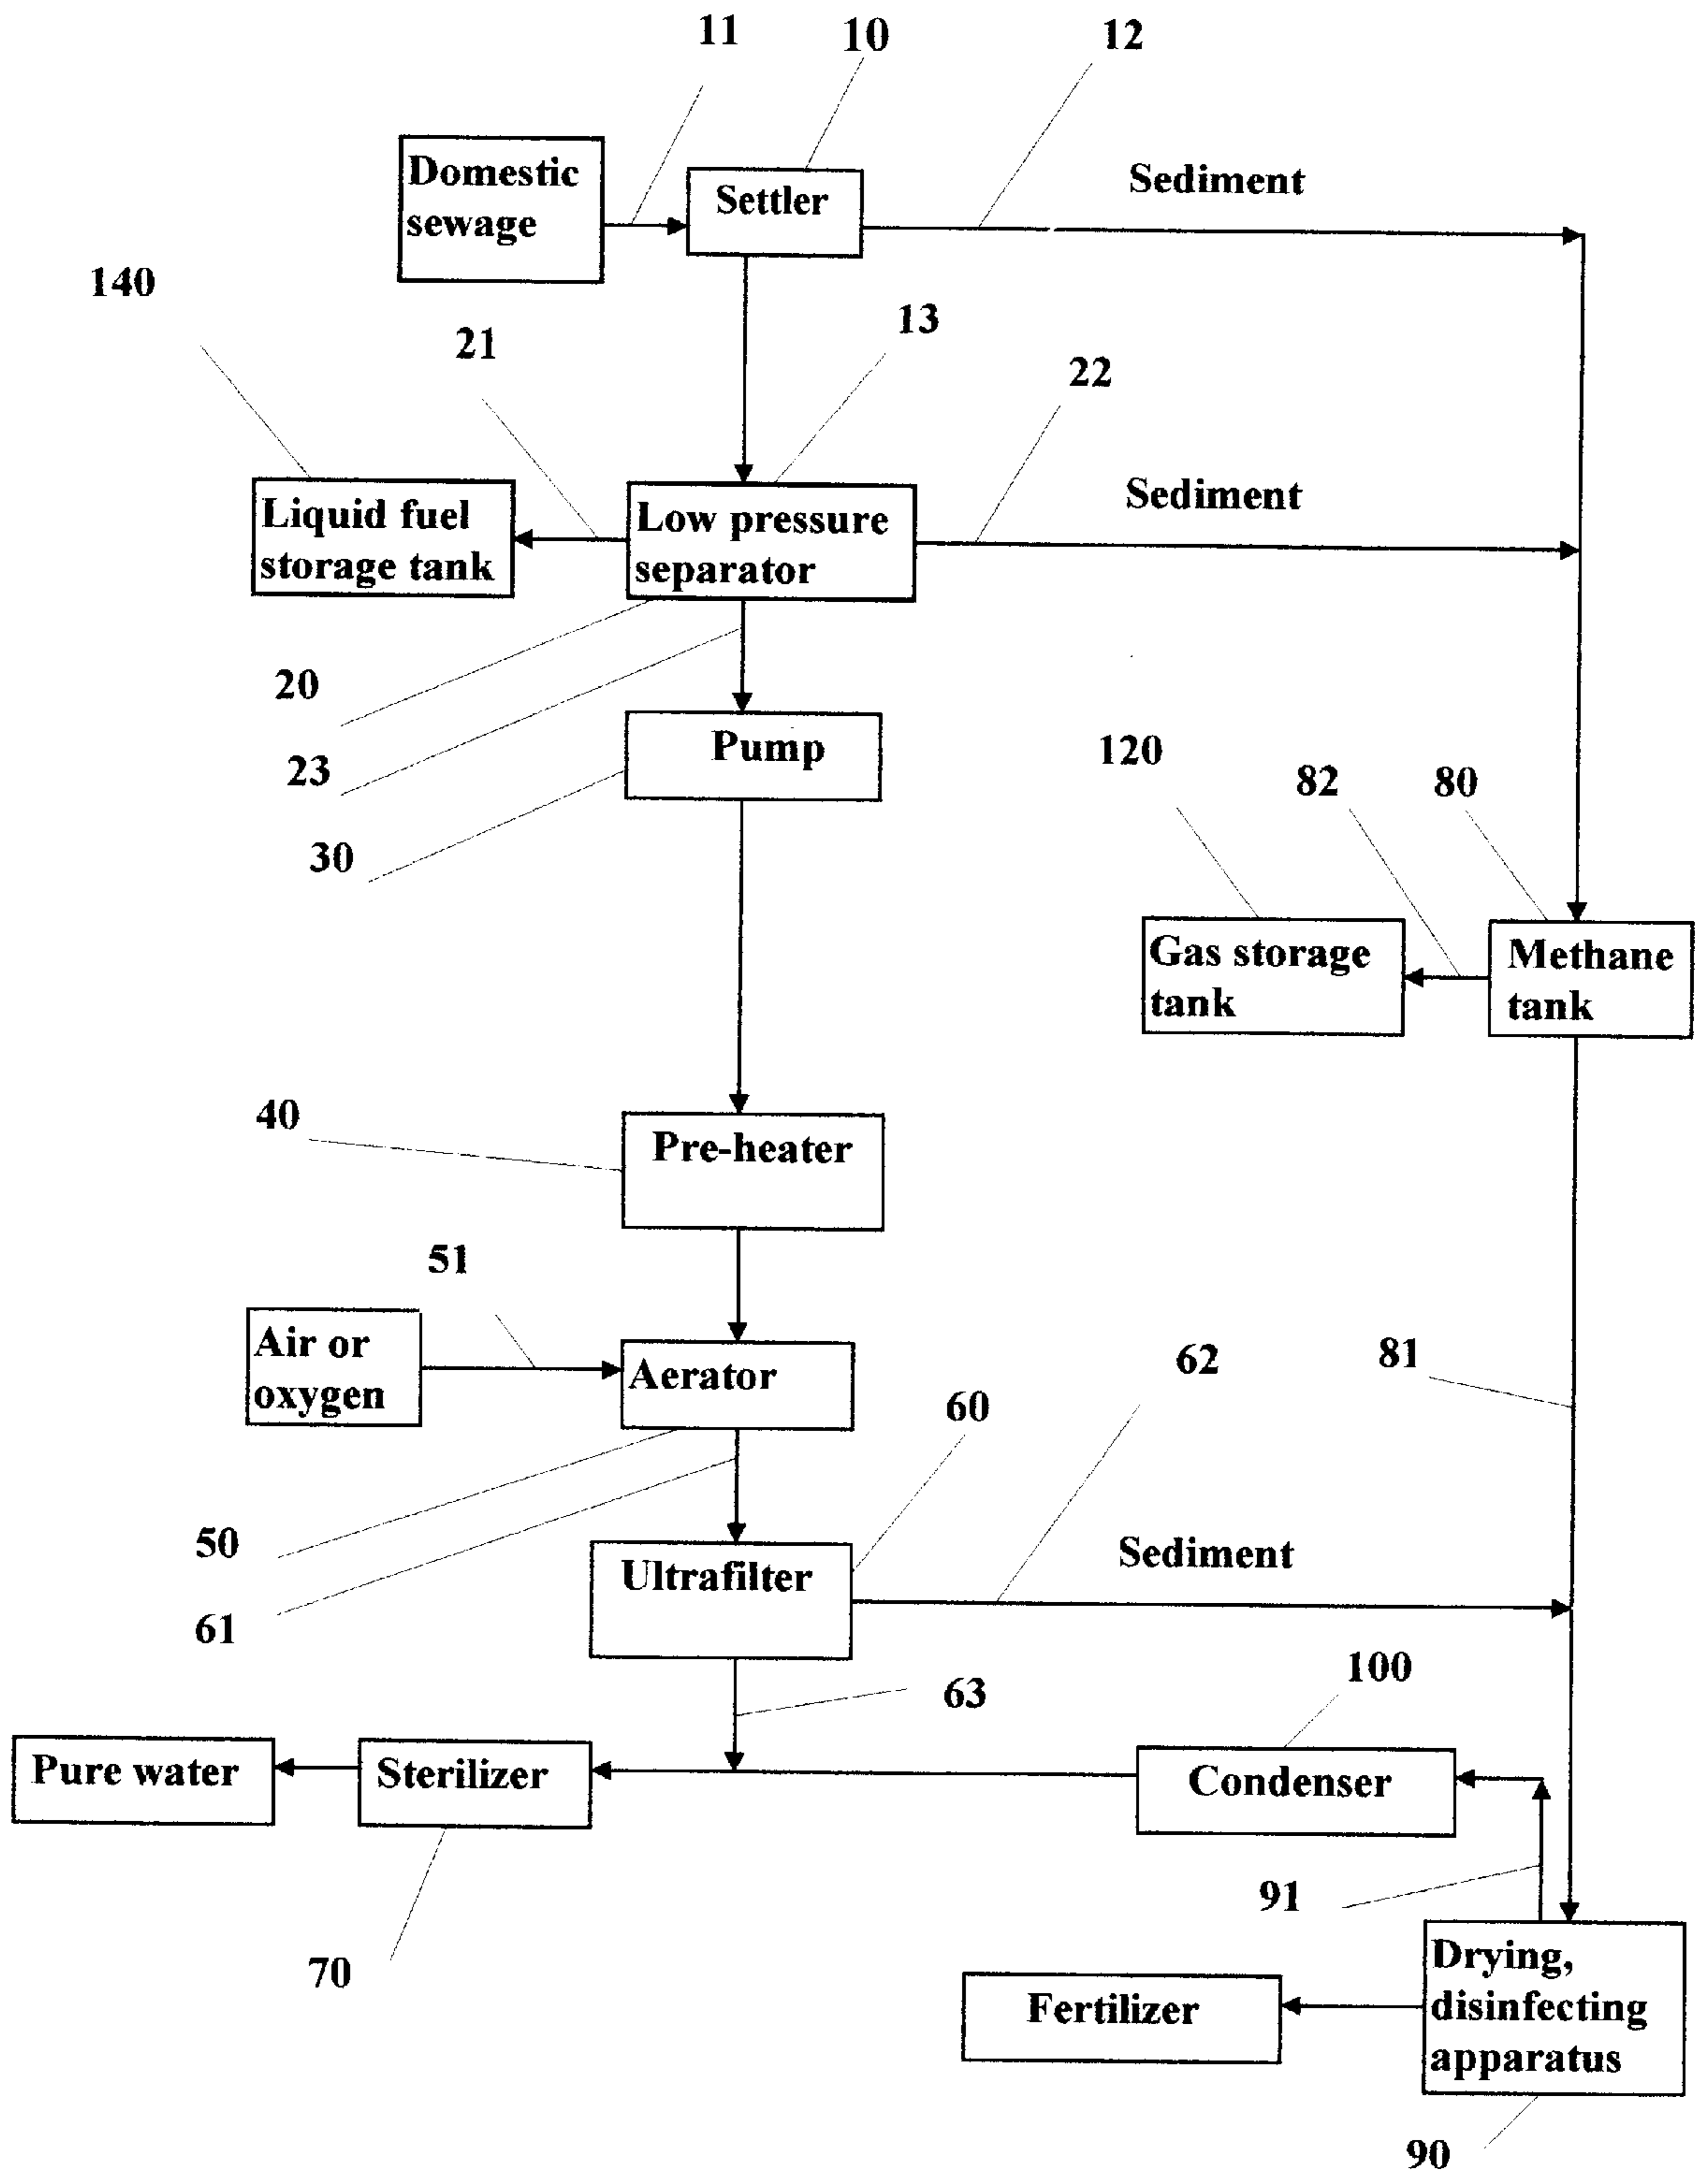 11
10
12
Domestic
sewage
Settler
Sediment
140
21
13
22
Liquid fuel
storage tank
Low pressure
separator
Sediment
20
23
Pump
30
120
82
80
Gas storage
tank
Methane
tank
40
Pre-heater
51
Air or
oxygen
Aerator
62
81
60
50
61
Ultrafilter
Sediment
63
100
Pure water
Sterilizer
Condenser
91
70
Fertilizer
Drying,
disinfecting
apparatus
90